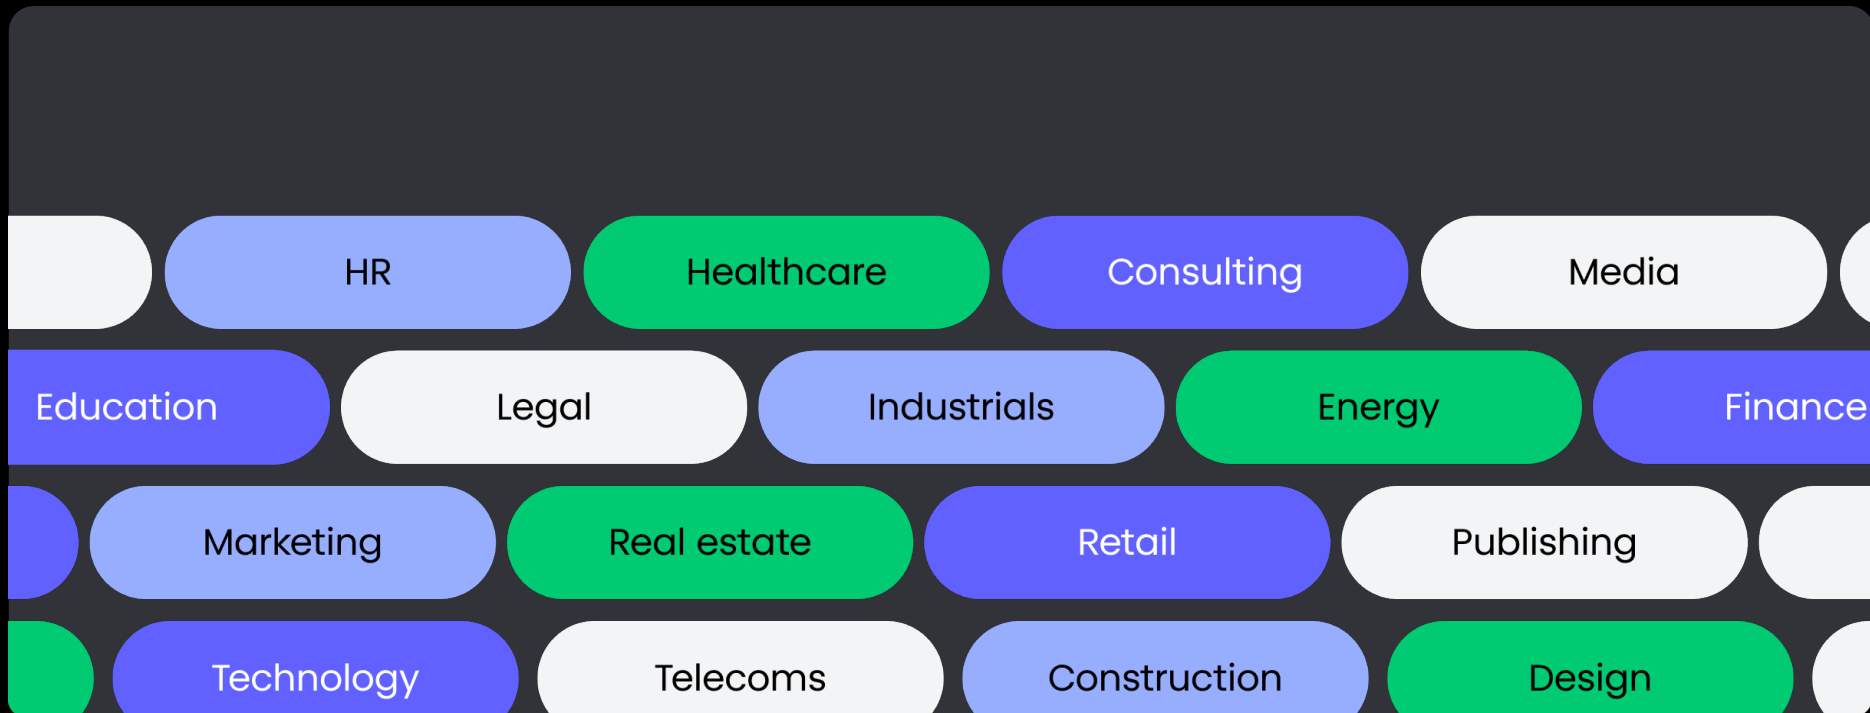 HR Healthcare Consulting Media
Education Legal Industrials Energy Finance
Marketing Real estate Retail Publishing
Technology Telecoms Construction Design